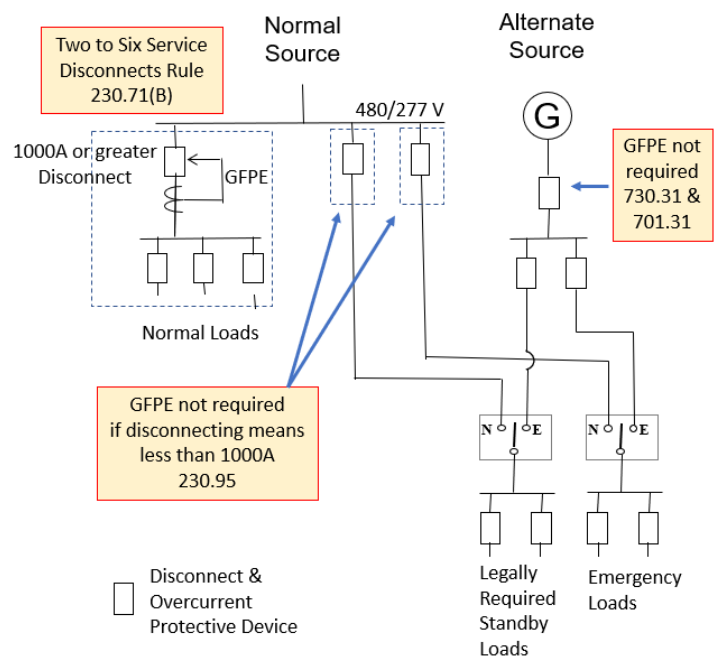 Normal
Source
Alternate
Source
Two to Six Service
Disconnects Rule
230.71(B)
480/277 V
G
1000A or greater
Disconnect
GFPE
GFPE not
required
730.31 &
701.31
Normal Loads
GFPE not required
if disconnecting means
less than 1000A
230.95
N
E
N
E
Legally
Required
Standby
Loads
Emergency
Loads
Disconnect &
Overcurrent
Protective Device